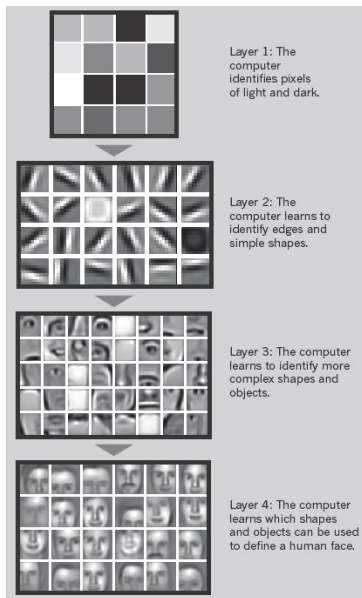 Layer 1: The
computer
identifies pixels
of light and dark.
Layer 2: The
computer learns to
identify edges and
simple shapes.
Layer 3: The computer
learns to identify more
complex shapes and
objects.
Layer 4: The computer
learns which shapes
and objects can be used
to define a human face.